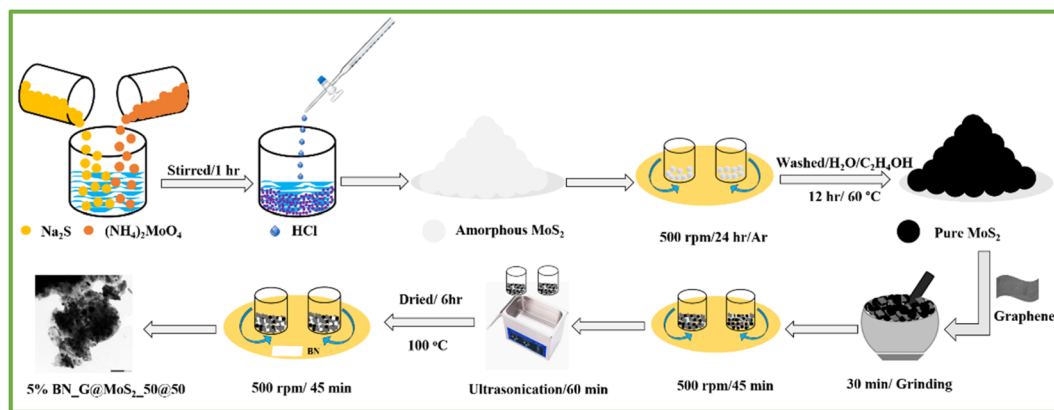 Stirred/1 hr
Na₂S
(NH₄)₂MoO₄
HCl
Amorphous MoS₂
500 rpm/24 hr/Ar
Washed/H₂O/C₂H₄OH
12 hr/ 60 °C
Pure MoS₂
Graphene
30 min/ Grinding
500 rpm/45 min
Ultrasonication/60 min
Dried/ 6hr
100 °C
BN
500 rpm/ 45 min
5% BN_G@MoS₂_50@50